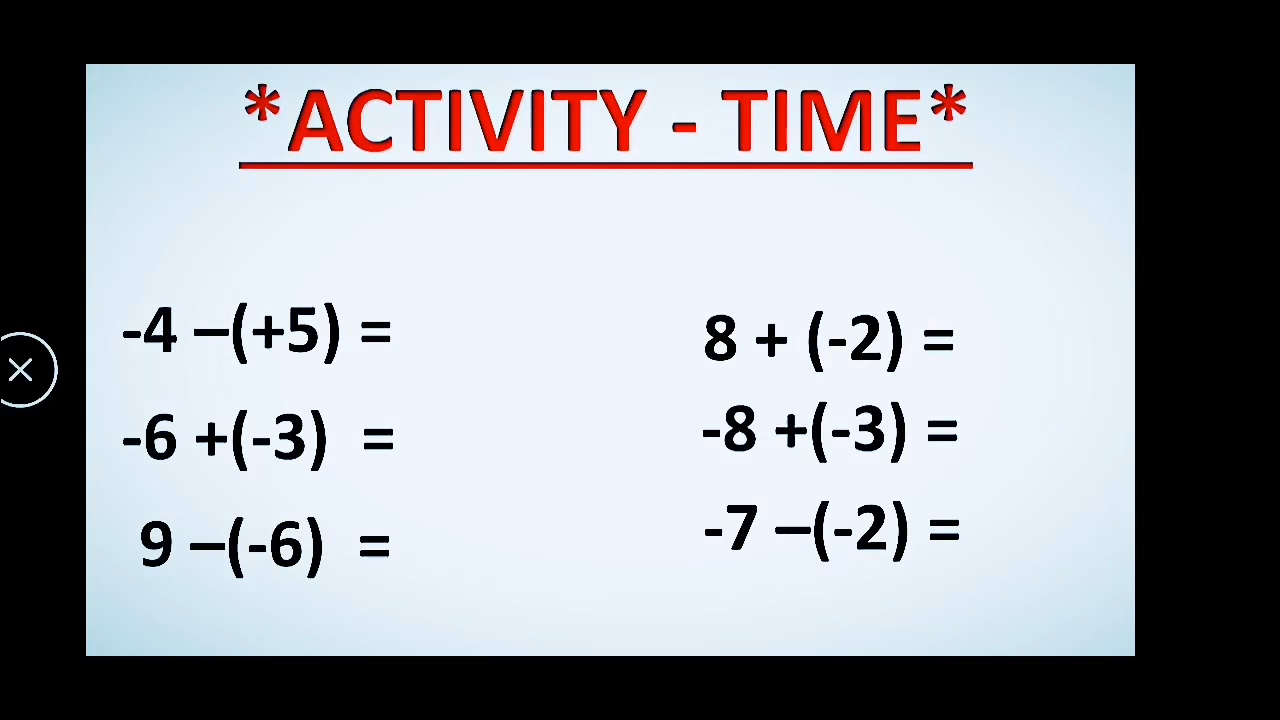 *ACTIVITY - TIME*
-4 –(+5) =
-6 +(-3) =
9 –(-6) =
8 + (-2) =
-8 +(-3) =
-7 –(-2) =